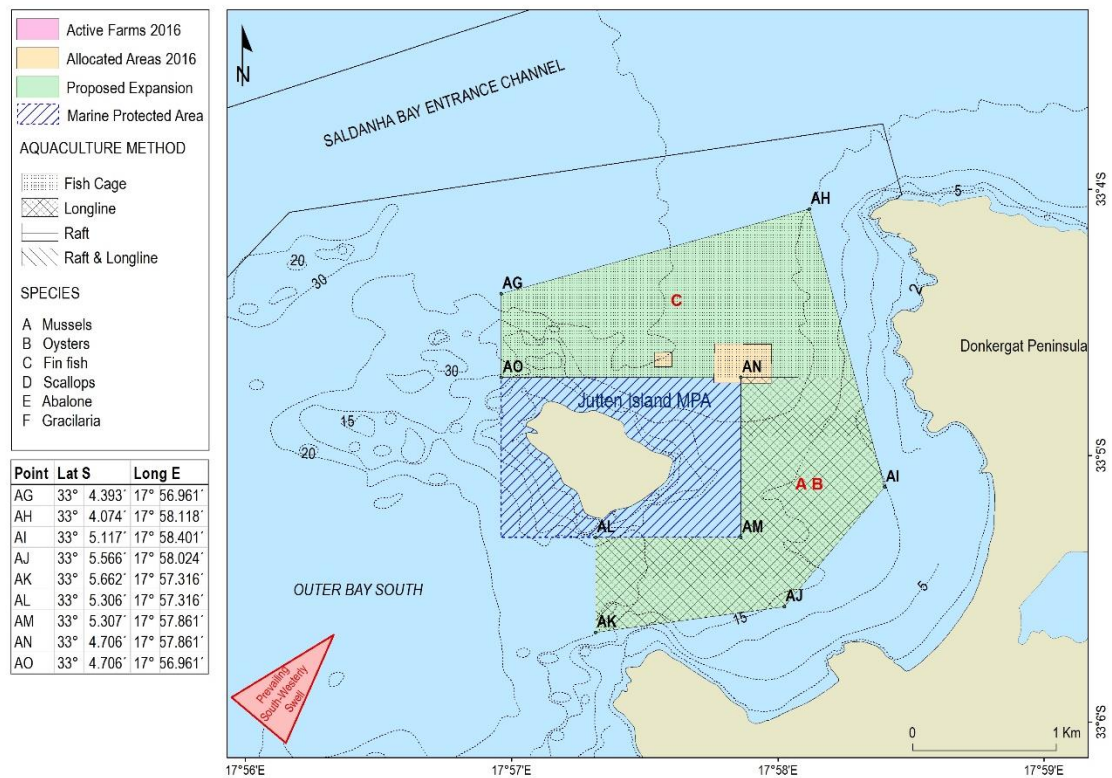 Active Farms 2016
Allocated Areas 2016
Proposed Expansion
Marine Protected Area
AQUACULTURE METHOD
Fish Cage
Longline
Raft
Raft & Longline
SPECIES
A Mussels
B Oysters
C Fin fish
D Scallops
E Abalone
F Gracilaria
Point Lat S Long E
AG 33° 4.393´ 17° 56.961´
AH 33° 4.074´ 17° 58.118´
AI 33° 5.117´ 17° 58.401´
AJ 33° 5.566´ 17° 58.024´
AK 33° 5.662´ 17° 57.316´
AL 33° 5.306´ 17° 57.316´
AM 33° 5.307´ 17° 57.861´
AN 33° 4.706´ 17° 57.861´
AO 33° 4.706´ 17° 56.961´
N
SALDANHA BAY ENTRANCE CHANNEL
5
33°4'S
AH
20
30
AG
C
2
Donkergat Peninsula
AO
30
AN
Jutten Island MPA
15
20
33°5'S
A B
AI
AL
AM
OUTER BAY SOUTH
5
AJ
15
AK
Prevailing
South-Westerly
Swell
30
20
0 1 Km
33°6'S
17°56'E 17°57'E 17°58'E 17°59'E